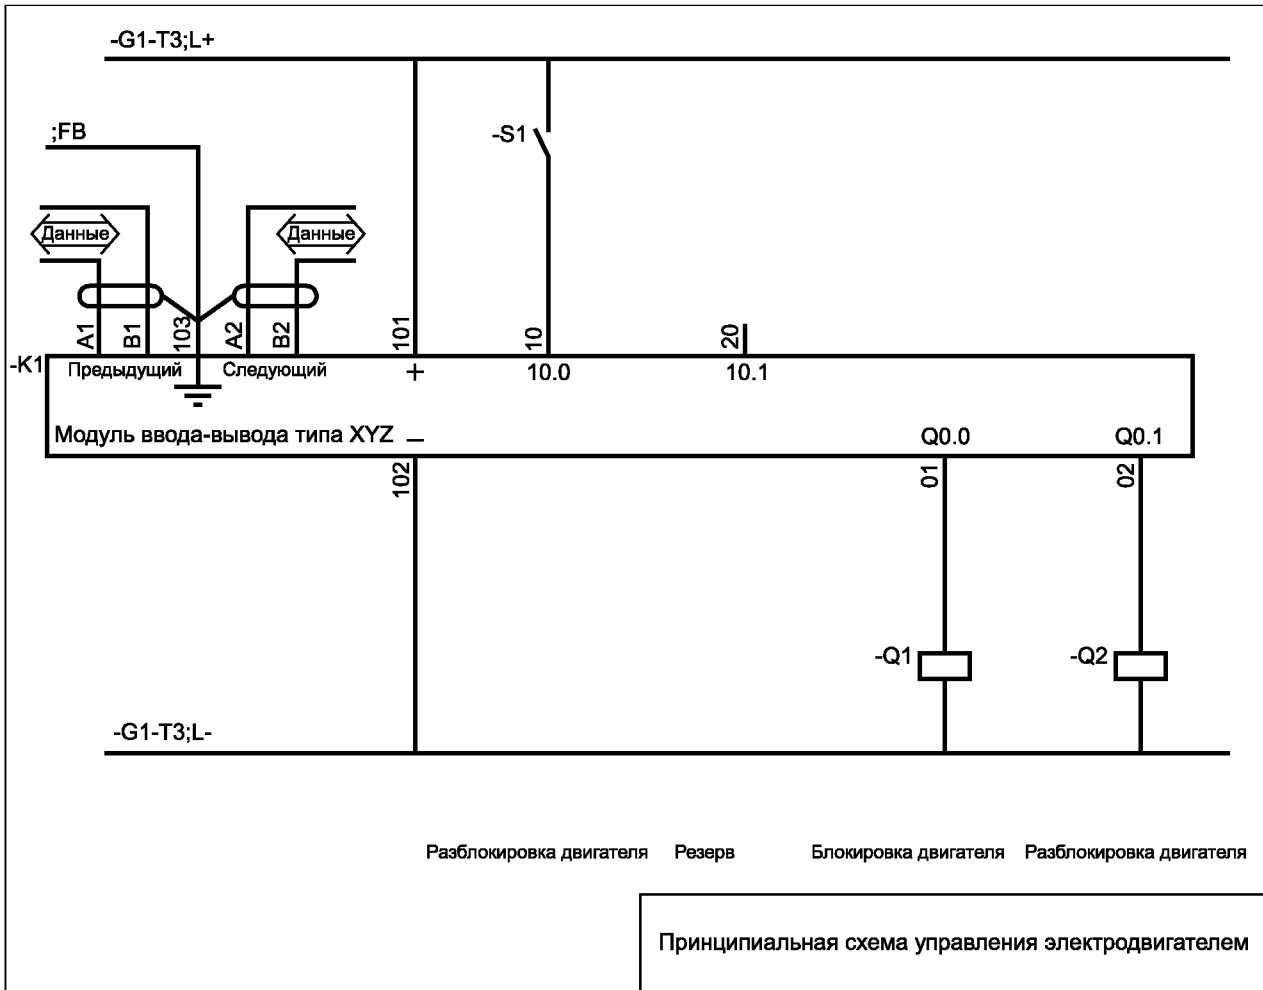 -G1-T3;L+
;FB
-S1
Данные
Данные
A1
B1
103
A2
B2
101
10
20
-K1
Предыдущий
Следующий
+
10.0
10.1
Модуль ввода-вывода типа XYZ
—
Q0.0
Q0.1
102
01
02
-Q1
-Q2
-G1-T3;L-
Разблокировка двигателя
Резерв
Блокировка двигателя
Разблокировка двигателя
Принципиальная схема управления электродвигателем